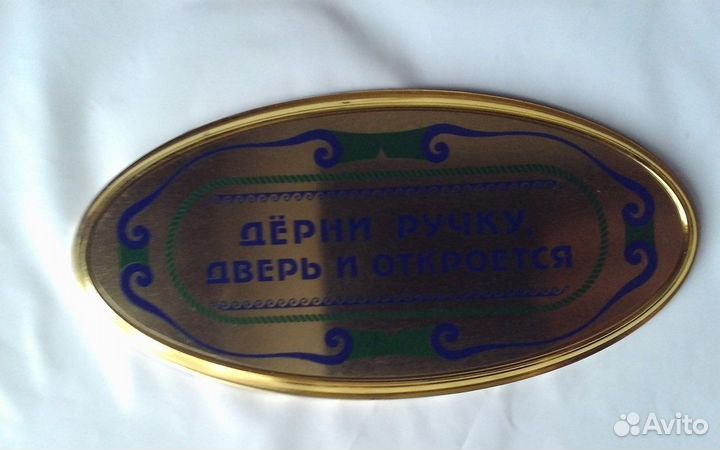 ДЁРНИ РУЧКУ,
ДВЕРЬ И ОТКРОЕТСЯ
Avito